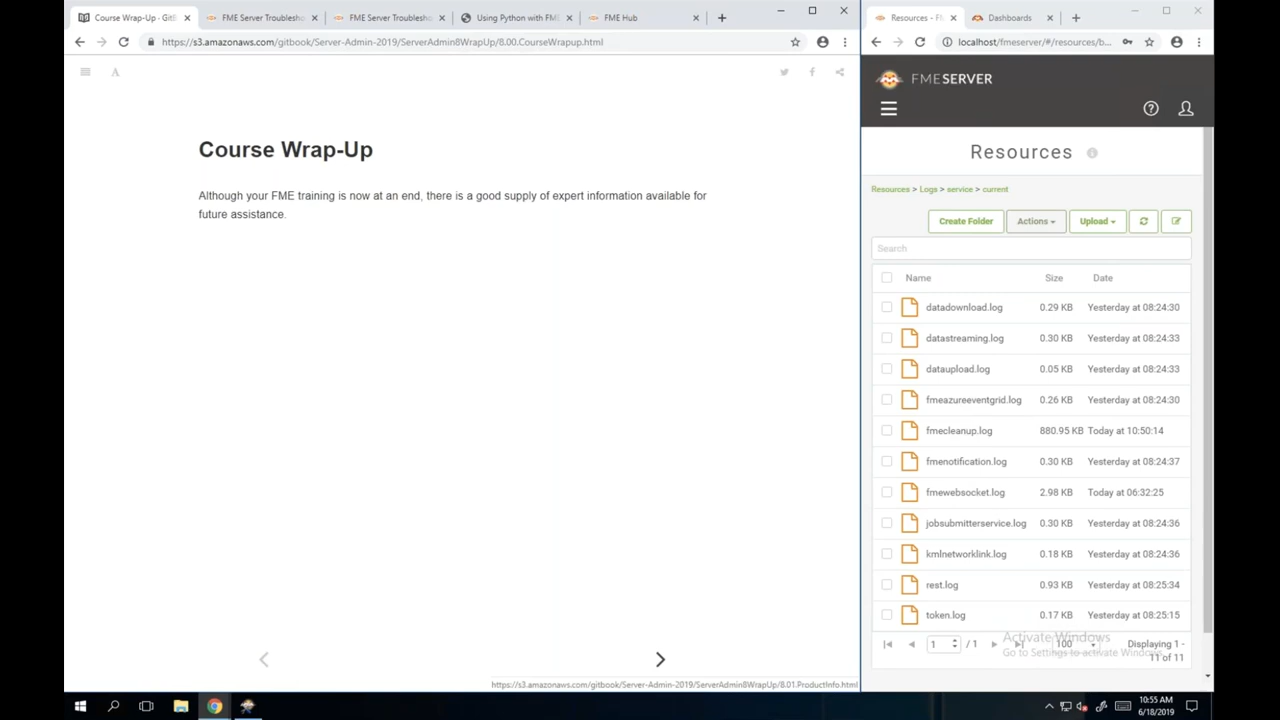 Course Wrap-Up - GitB
FME Server Troublesho
FME Server Troublesho
Using Python with FME
FME Hub
https://s3.amazonaws.com/gitbook/Server-Admin-2019/ServerAdmin8WrapUp/8.00.CourseWrapup.html
A
Course Wrap-Up
Although your FME training is now at an end, there is a good supply of expert information available for
future assistance.
https://s3.amazonaws.com/gitbook/Server-Admin-2019/ServerAdmin8WrapUp/8.01.ProductInfo.html
Resources - FM
Dashboards
localhost/fmeserver/#/resources/b...
FMESERVER
Resources
Resources > Logs > service > current
Create Folder Actions Upload
Search
Name Size Date
datadownload.log 0.29 KB Yesterday at 08:24:30
datastreaming.log 0.30 KB Yesterday at 08:24:33
dataupload.log 0.05 KB Yesterday at 08:24:33
fmeazureeventgrid.log 0.26 KB Yesterday at 08:24:30
fmecleanup.log 880.95 KB Today at 10:50:14
fmenotification.log 0.30 KB Yesterday at 08:24:37
fmewebsocket.log 2.98 KB Today at 06:32:25
jobsubmitterservice.log 0.30 KB Yesterday at 08:24:36
kmlnetworklink.log 0.18 KB Yesterday at 08:24:36
rest.log 0.93 KB Yesterday at 08:25:34
token.log 0.17 KB Yesterday at 08:25:15
1 / 1 100 Displaying 1 -
11 of 11
Activate Windows
Go to Settings to activate Windows.
10:55 AM
6/18/2019